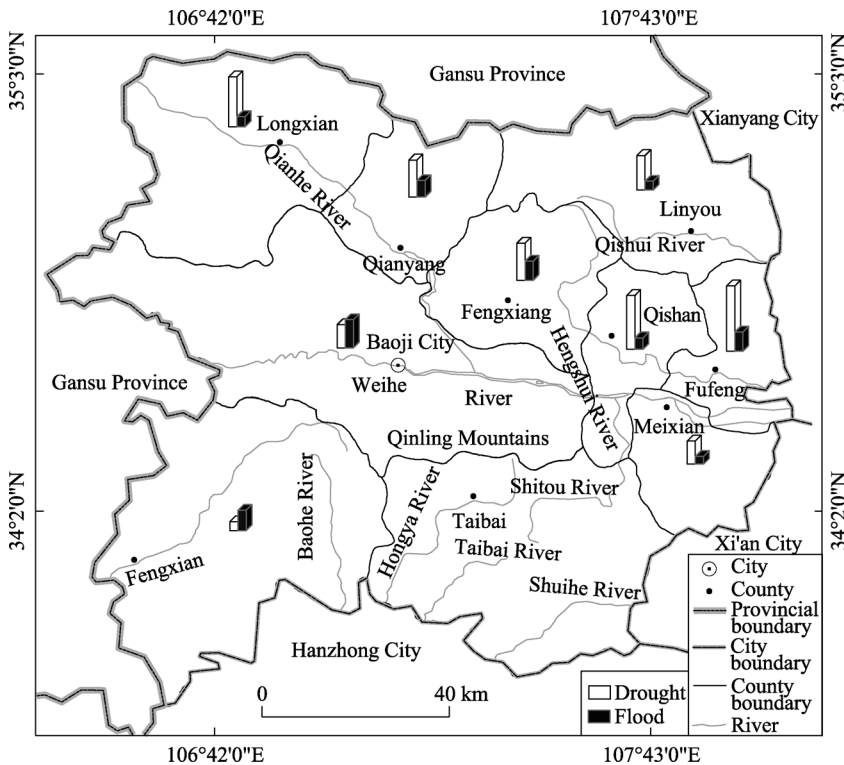 106°42'0"E
107°43'0"E
35°3'0"N
35°3'0"N
Gansu Province
Xianyang City
Longxian
Qianhe River
Linyou
Qishui River
Qianyang
Fengxiang
Qishan
Baoji City
Hengshui River
Gansu Province
Weihe
River
Fufeng
Meixian
Qinling Mountains
Baohe River
Hongya River
Shitou River
34°2'0"N
34°2'0"N
Taibai
Taibai River
Fengxian
Shuihe River
Xi'an City
Hanzhong City
0
40 km
Drought
Flood
City
County
Provincial
boundary
City
boundary
County
boundary
River
106°42'0"E
107°43'0"E